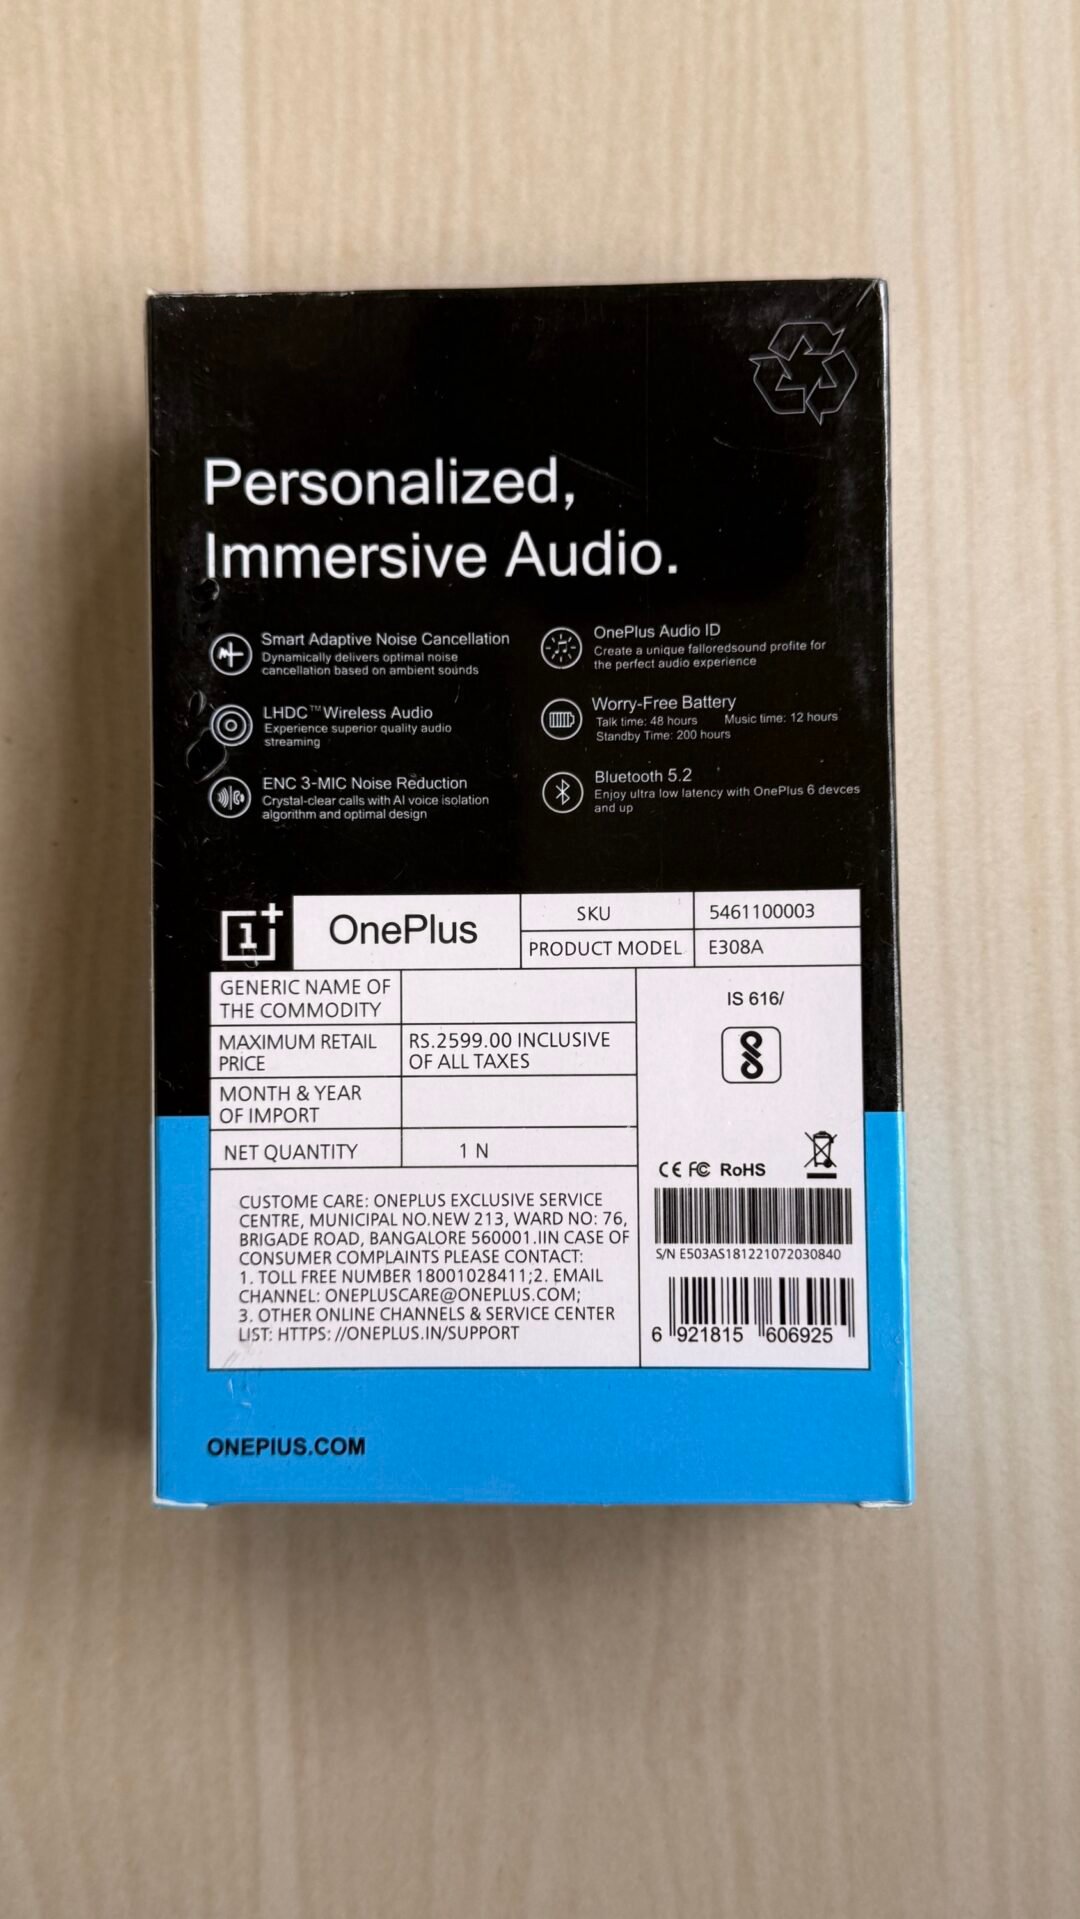 Personalized,
Immersive Audio.
Smart Adaptive Noise Cancellation
Dynamically delivers optimal noise
cancellation based on ambient sounds
LHDC™ Wireless Audio
Experience superior quality audio
streaming
ENC 3-MIC Noise Reduction
Crystal-clear calls with AI voice isolation
algorithm and optimal design
OnePlus Audio ID
Create a unique falloredsound profite for
the perfect audio experience
Worry-Free Battery
Talk time: 48 hours Music time: 12 hours
Standby Time: 200 hours
Bluetooth 5.2
Enjoy ultra low latency with OnePlus 6 devces
and up
1+
OnePlus
SKU 5461100003
PRODUCT MODEL E308A
GENERIC NAME OF
THE COMMODITY
MAXIMUM RETAIL
PRICE
RS.2599.00 INCLUSIVE
OF ALL TAXES
MONTH & YEAR
OF IMPORT
NET QUANTITY 1 N
CUSTOME CARE: ONEPLUS EXCLUSIVE SERVICE
CENTRE, MUNICIPAL NO.NEW 213, WARD NO: 76,
BRIGADE ROAD, BANGALORE 560001.IIN CASE OF
CONSUMER COMPLAINTS PLEASE CONTACT:
1. TOLL FREE NUMBER 18001028411;2. EMAIL
CHANNEL: ONEPLUSCARE@ONEPLUS.COM;
3. OTHER ONLINE CHANNELS & SERVICE CENTER
LIST: HTTPS: //ONEPLUS.IN/SUPPORT
IS 616/
CE FC RoHS
S/N E503AS181221072030840
6 921815 606925
ONEPIUS.COM